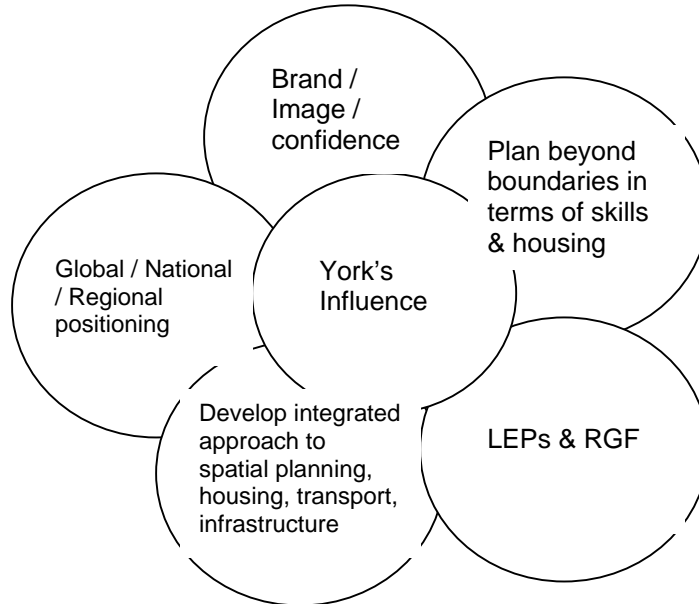 Brand /
Image /
confidence
Plan beyond
boundaries in
terms of skills
& housing
Global / National
/ Regional
positioning
York's
Influence
Develop integrated
approach to
spatial planning,
housing, transport,
infrastructure
LEPs & RGF